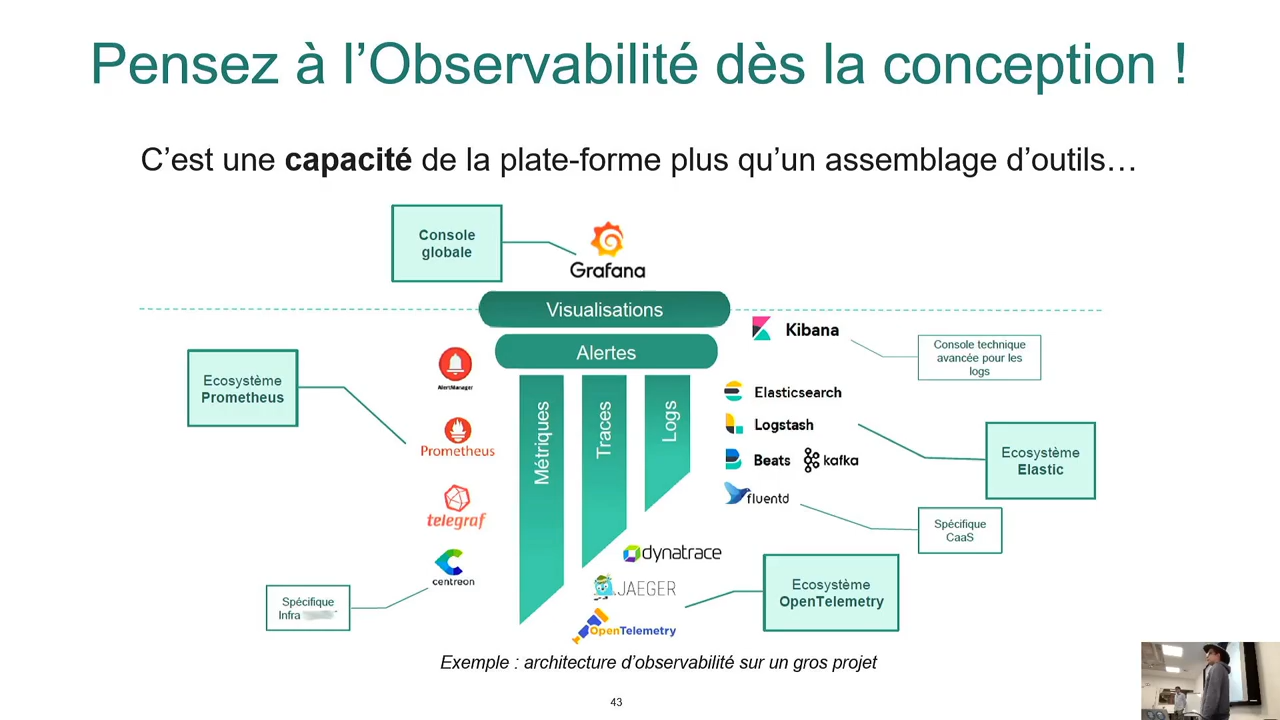 Pensez à l’Observabilité dès la conception !
C’est une capacité de la plate-forme plus qu’un assemblage d’outils…
Console
globale
Grafana
Visualisations
Kibana
Alertes
Console technique
avancée pour les
logs
Ecosystème
Prometheus
AlertManager
Elasticsearch
Métriques
Traces
Logs
Logstash
Prometheus
Ecosystème
Elastic
Beats
kafka
fluentd
telegraf
Spécifique
CaaS
dynatrace
centreon
JAEGER
Ecosystème
OpenTelemetry
Spécifique
Infra
OpenTelemetry
Exemple : architecture d’observabilité sur un gros projet
43